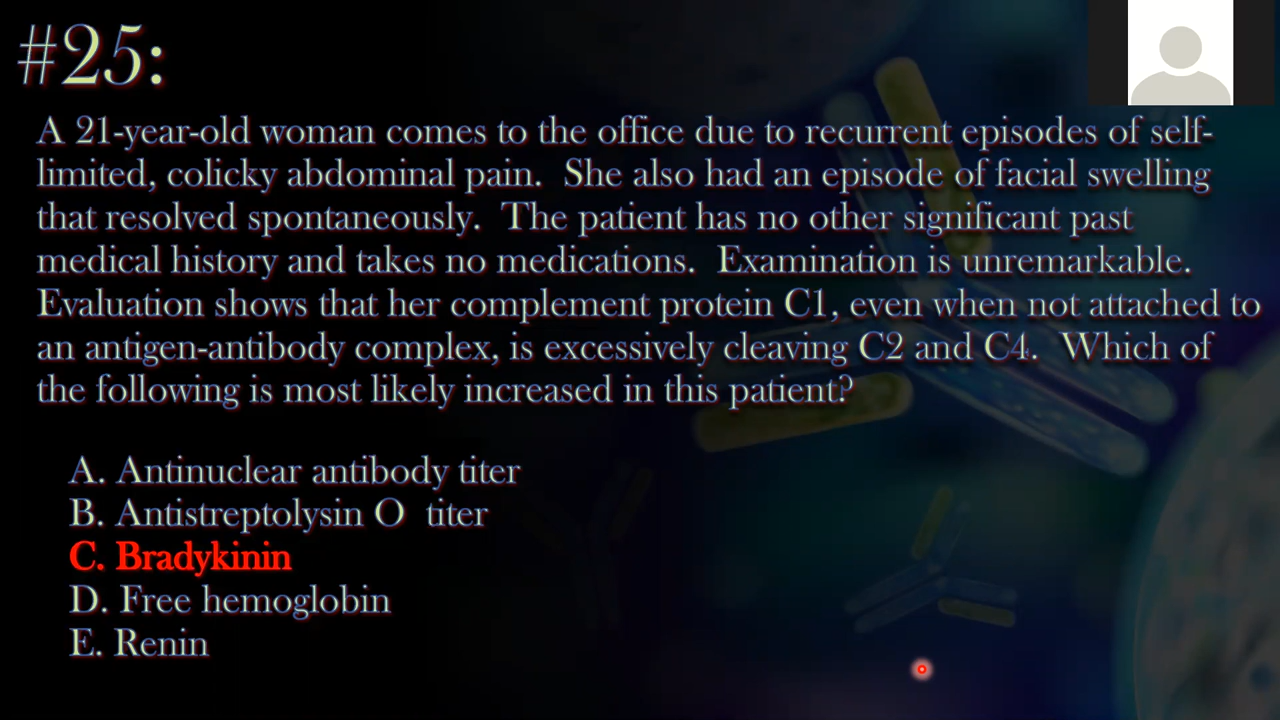 #25:
A 21-year-old woman comes to the office due to recurrent episodes of self-
limited, colicky abdominal pain.  She also had an episode of facial swelling
that resolved spontaneously.  The patient has no other significant past
medical history and takes no medications.  Examination is unremarkable.
Evaluation shows that her complement protein C1, even when not attached to
an antigen-antibody complex, is excessively cleaving C2 and C4.  Which of
the following is most likely increased in this patient?
A. Antinuclear antibody titer
B. Antistreptolysin O  titer
C. Bradykinin
D. Free hemoglobin
E. Renin